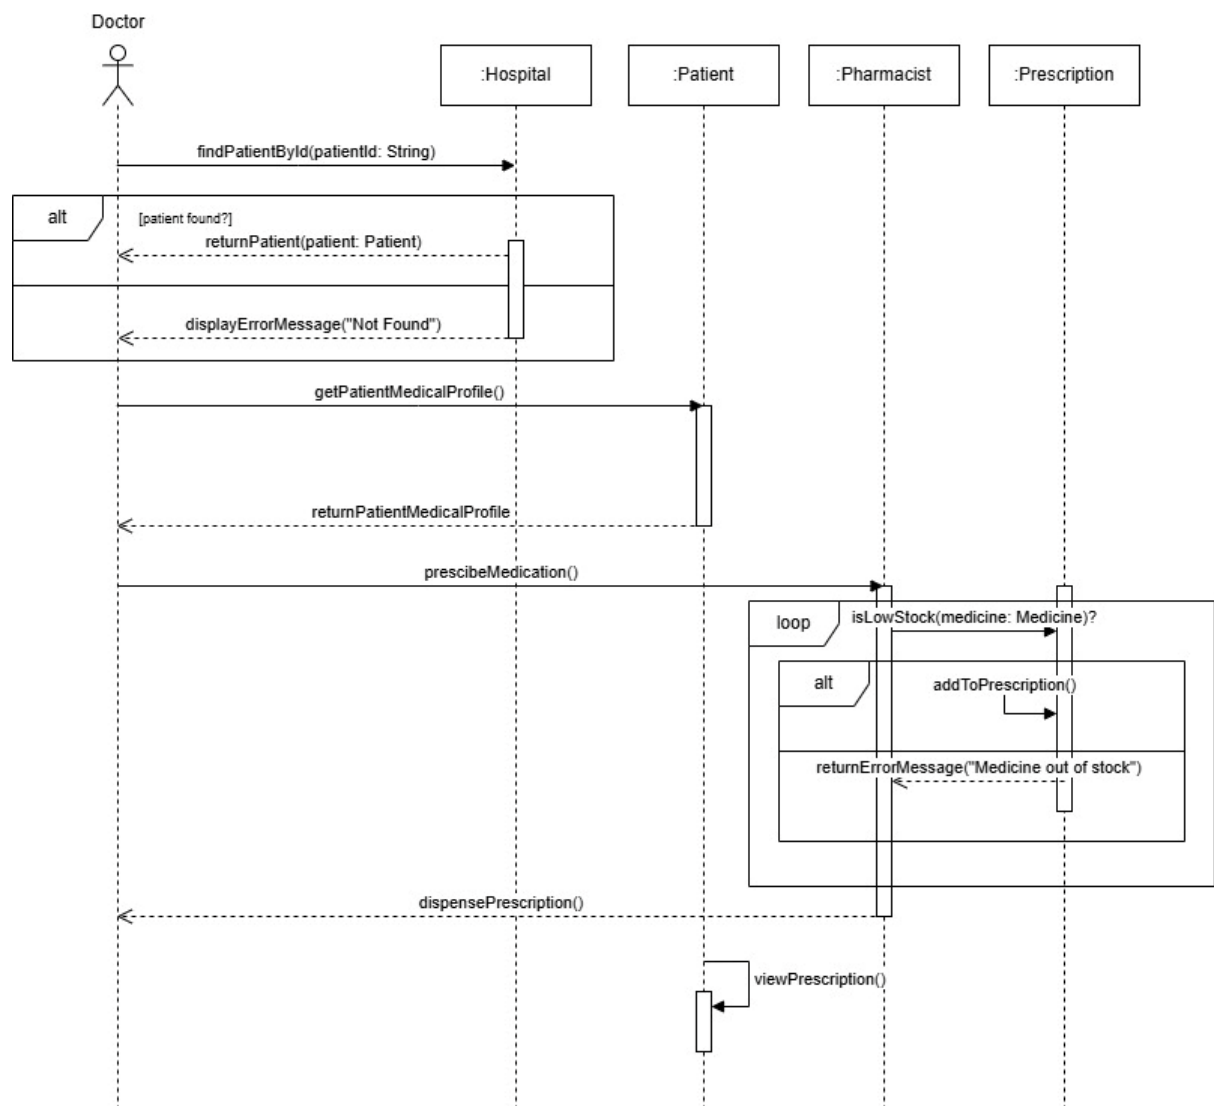 Doctor
:Hospital
:Patient
:Pharmacist
:Prescription
findPatientById(patientId: String)
alt
[patient found?]
returnPatient(patient: Patient)
displayErrorMessage("Not Found")
getPatientMedicalProfile()
returnPatientMedicalProfile
prescibeMedication()
loop
isLowStock(medicine: Medicine)?
alt
addToPrescription()
returnErrorMessage("Medicine out of stock")
dispensePrescription()
viewPrescription()